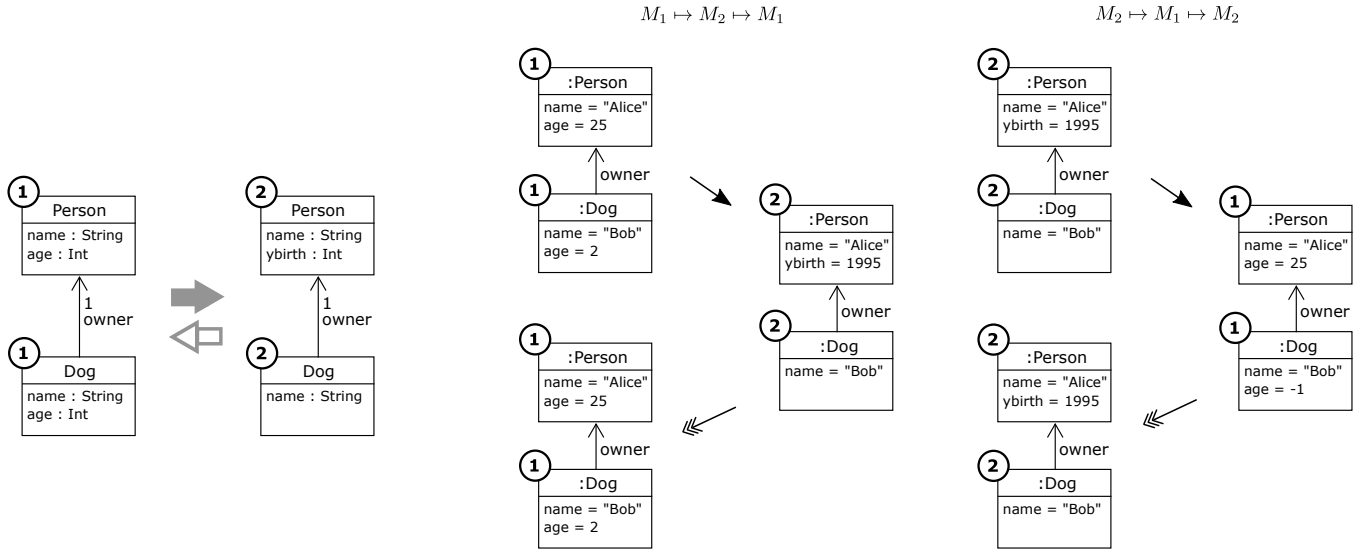 1
Person
name : String
age : Int
1
owner
1
Dog
name : String
age : Int
2
Person
name : String
ybirth : Int
1
owner
2
Dog
name : String
M₁ ↦ M₂ ↦ M₁
1
:Person
name = "Alice"
age = 25
owner
1
:Dog
name = "Bob"
age = 2
2
:Person
name = "Alice"
ybirth = 1995
owner
2
:Dog
name = "Bob"
1
:Person
name = "Alice"
age = 25
owner
1
:Dog
name = "Bob"
age = 2
M₂ ↦ M₁ ↦ M₂
2
:Person
name = "Alice"
ybirth = 1995
owner
2
:Dog
name = "Bob"
1
:Person
name = "Alice"
age = 25
owner
1
:Dog
name = "Bob"
age = -1
2
:Person
name = "Alice"
ybirth = 1995
owner
2
:Dog
name = "Bob"